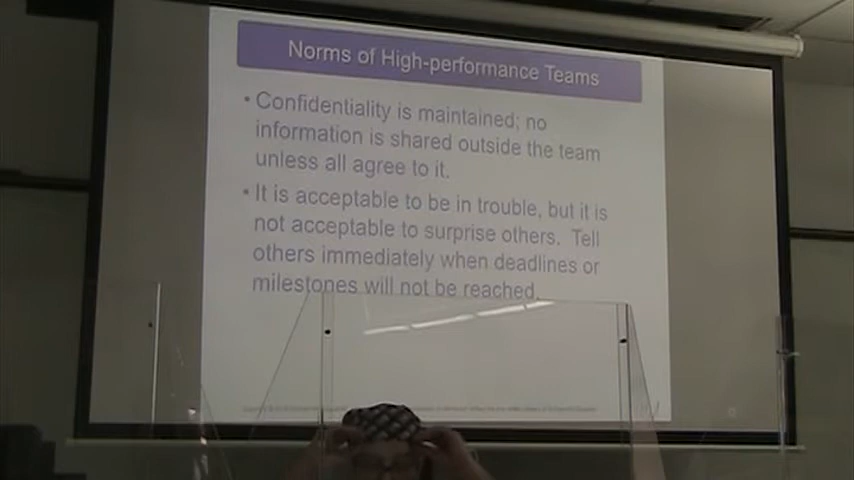 Norms of High-performance Teams
• Confidentiality is maintained; no
information is shared outside the team
unless all agree to it.
• It is acceptable to be in trouble, but it is
not acceptable to surprise others. Tell
others immediately when deadlines or
milestones will not be reached.